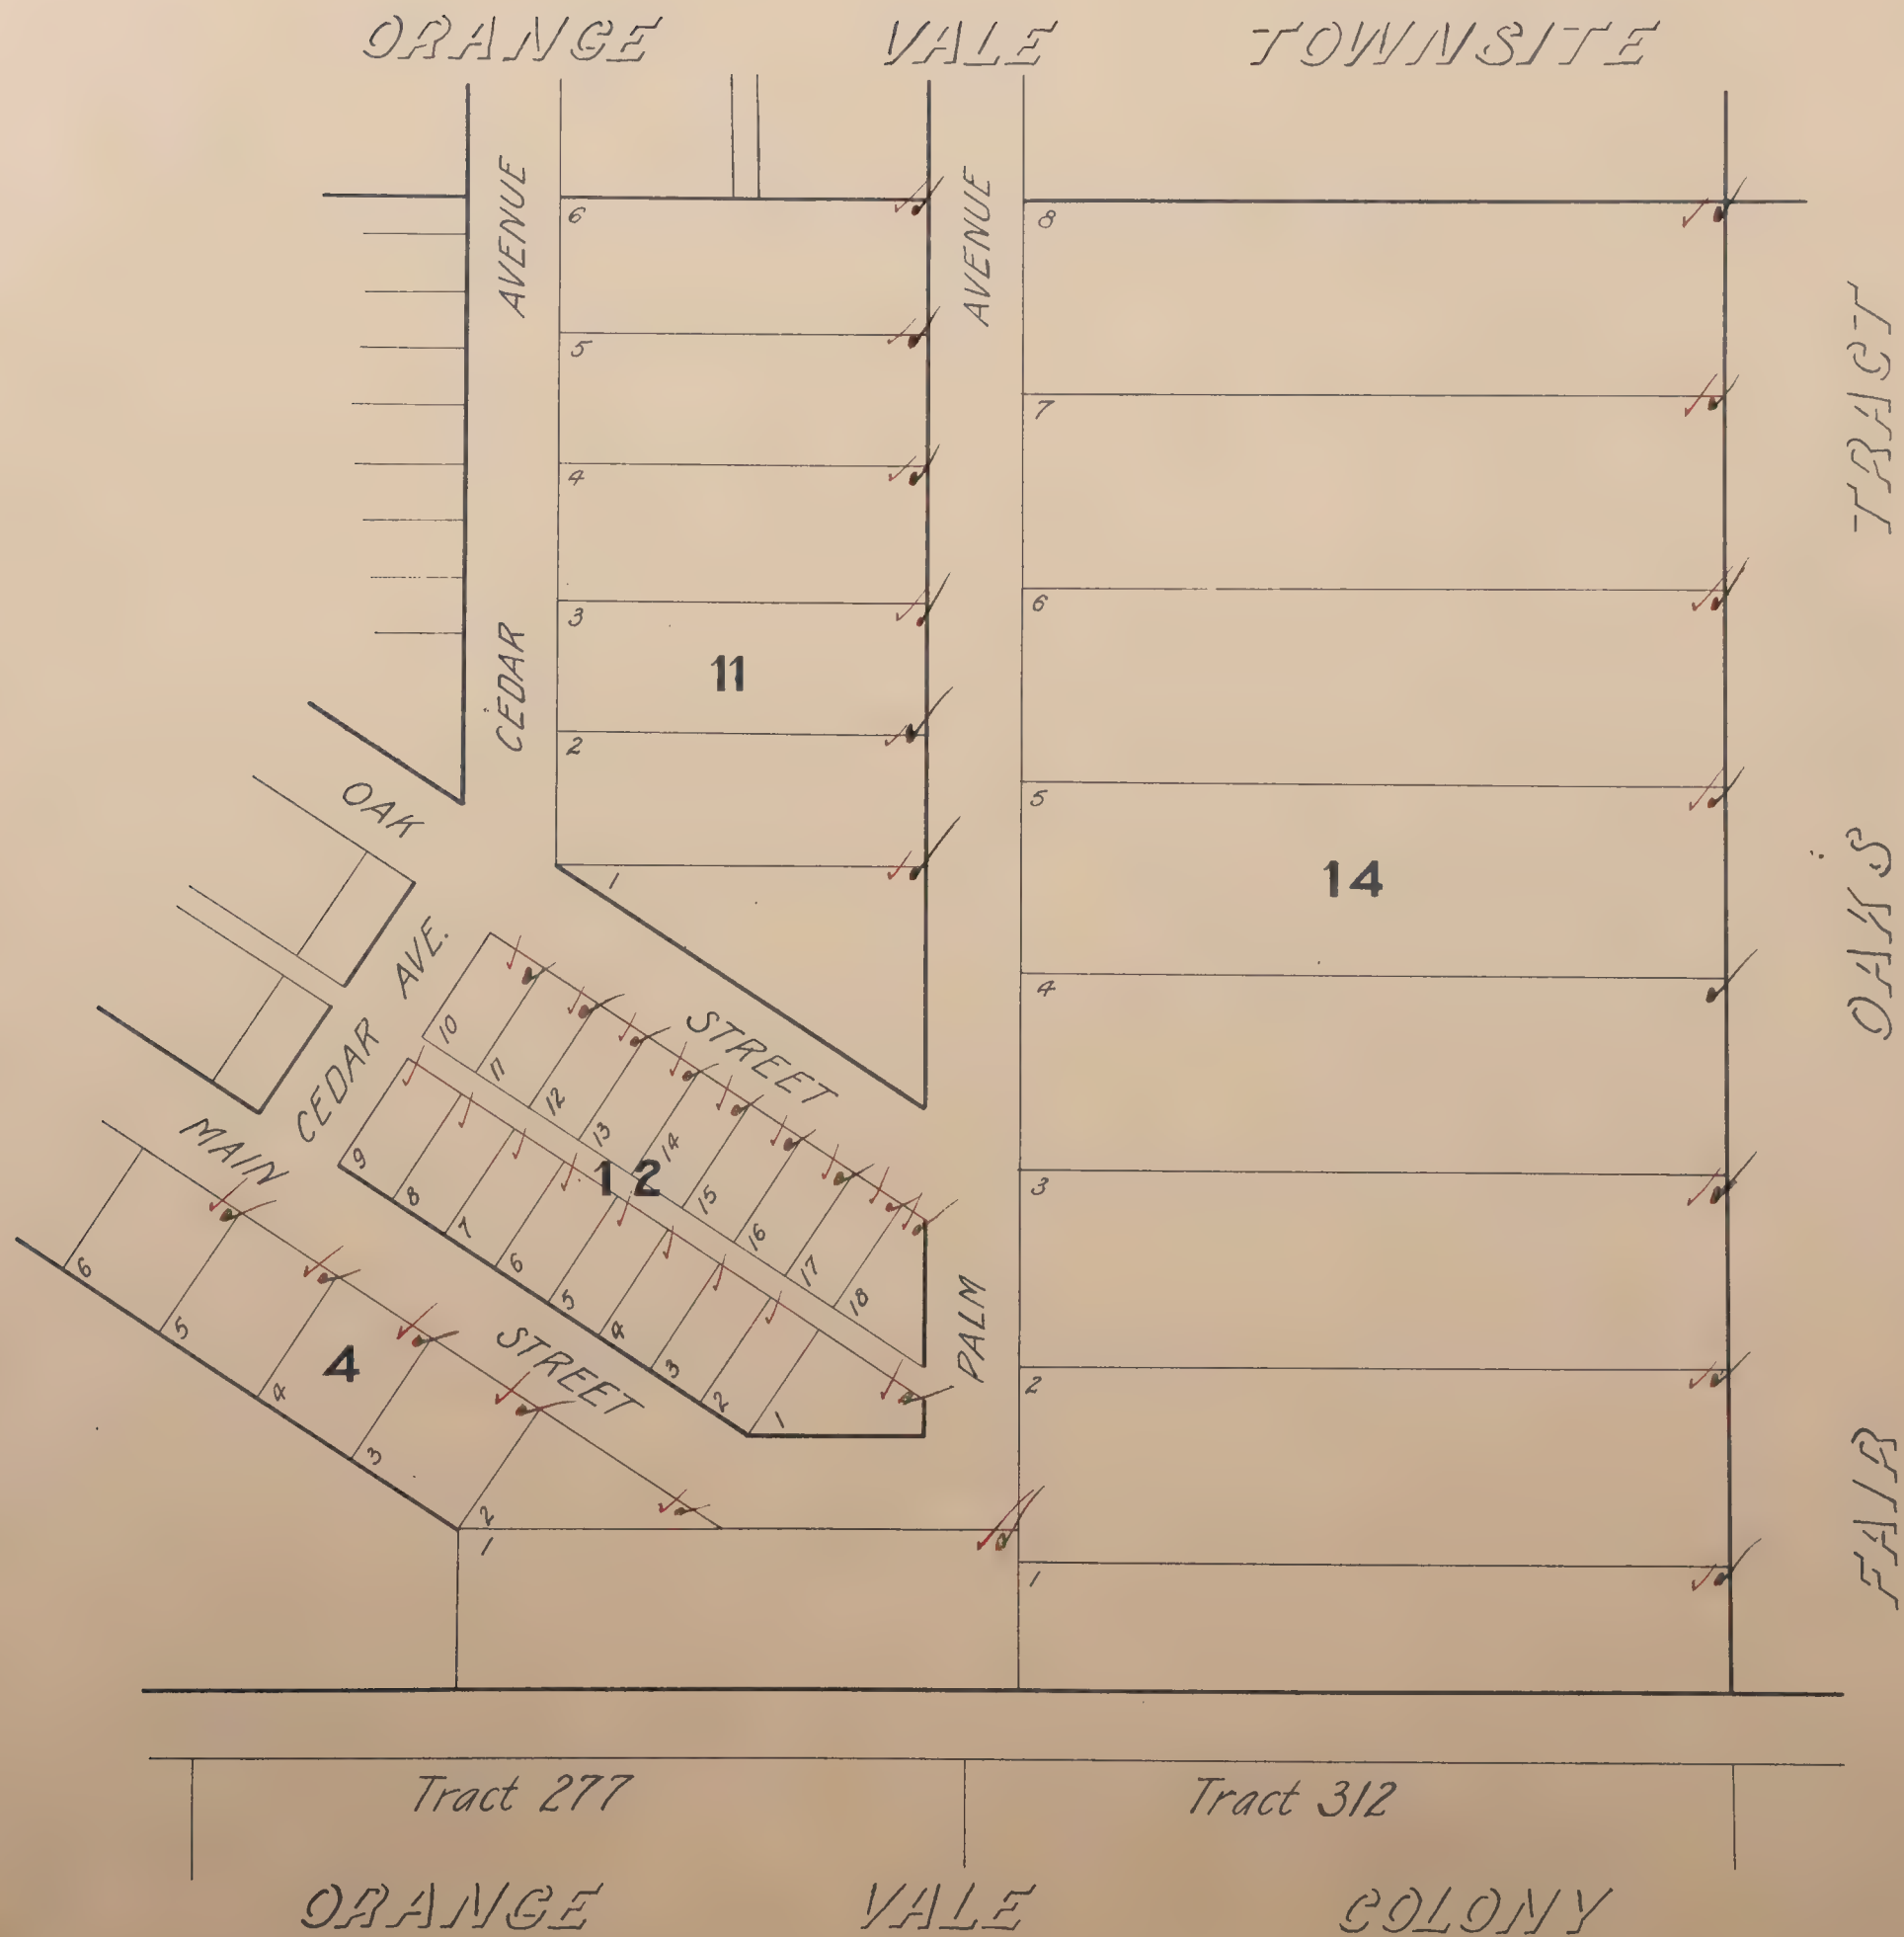 ORANGE VALE TOWNSITE
AVENUE
AVENUE
6
8
5
7
4
TRACT
3
6
11
CEDAR
2
5
OAK
1
14
OAKS
CEDAR AVE.
STREET
4
10
11
12
13
14
15
16
17
18
12
9
8
7
6
5
4
3
2
1
3
MAIN
STREET
PALM
6
5
4
3
2
1
4
2
1
FAIR
Tract 277
Tract 312
ORANGE VALE COLONY